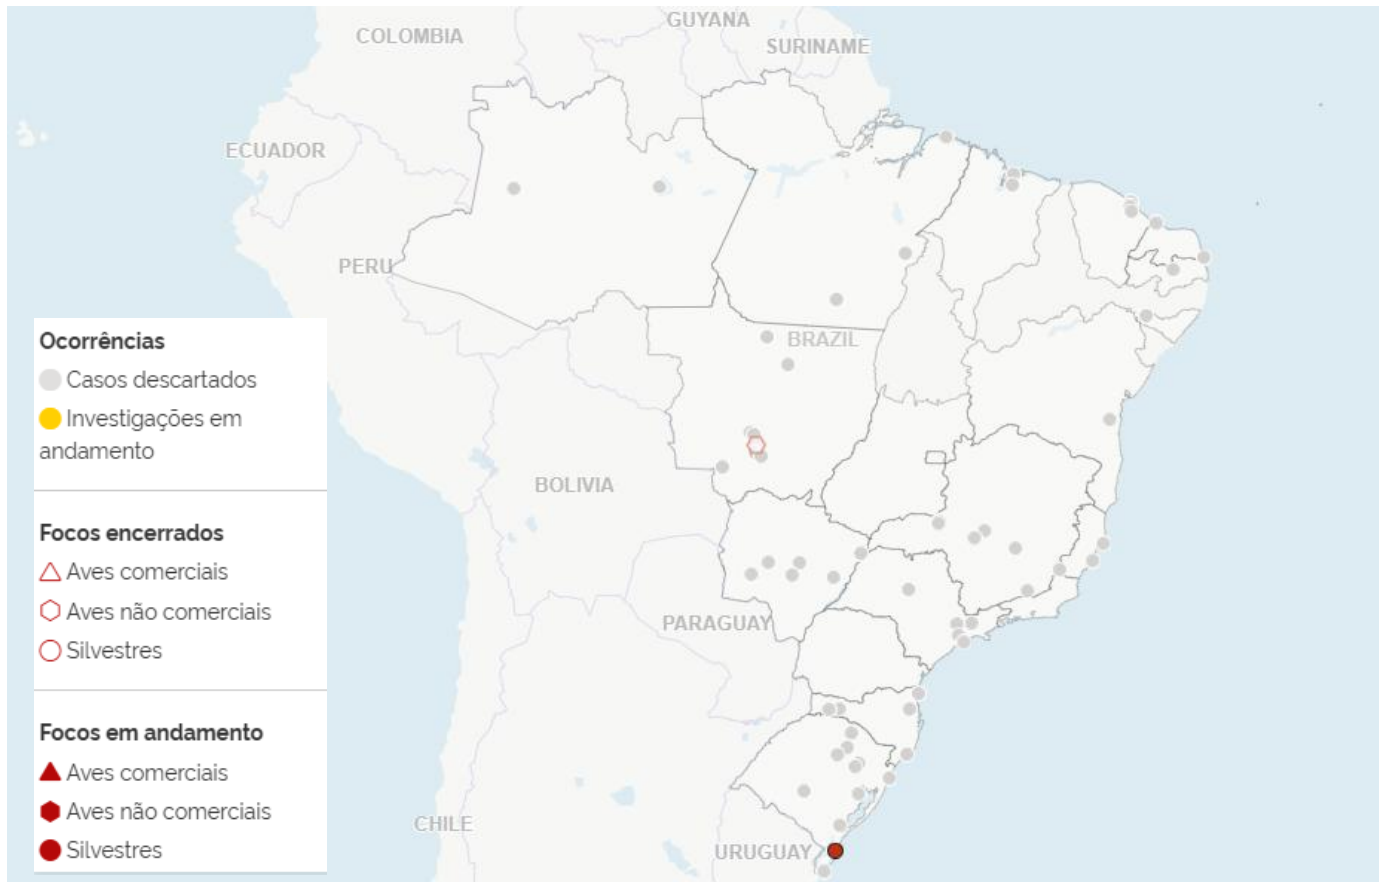 GUYANA
COLOMBIA
SURINAME
ECUADOR
PERU
BRAZIL
BOLIVIA
PARAGUAY
CHILE
URUGUAY
Ocorrências
Casos descartados
Investigações em
andamento
Focos encerrados
Aves comerciais
Aves não comerciais
Silvestres
Focos em andamento
Aves comerciais
Aves não comerciais
Silvestres